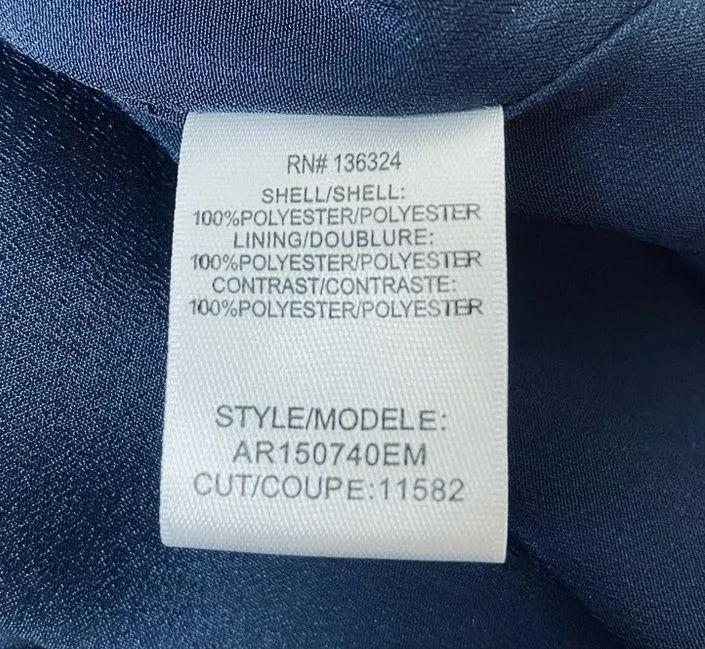 RN# 136324
SHELL/SHELL:
100%POLYESTER/POLYESTER
LINING/DOUBLURE:
100%POLYESTER/POLYESTER
CONTRAST/CONTRASTE:
100%POLYESTER/POLYESTER
STYLE/MODELE:
AR150740EM
CUT/COUPE:11582